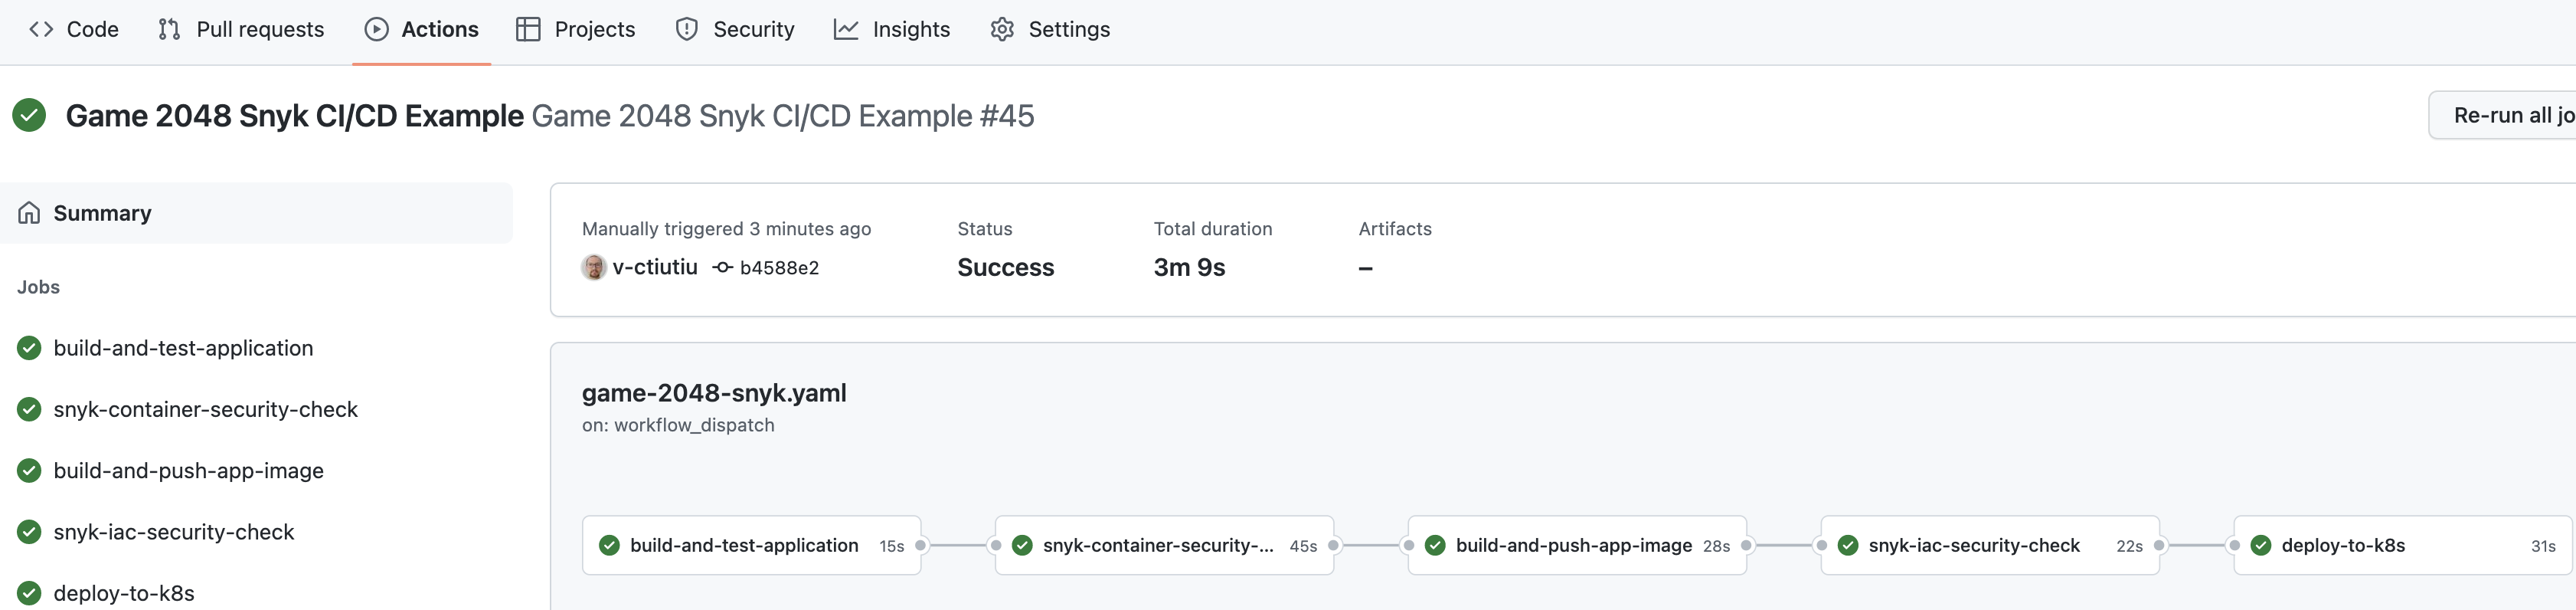 Code Pull requests Actions Projects Security Insights Settings
Game 2048 Snyk CI/CD Example Game 2048 Snyk CI/CD Example #45
Re-run all jo
Summary
Jobs
build-and-test-application
snyk-container-security-check
build-and-push-app-image
snyk-iac-security-check
deploy-to-k8s
Manually triggered 3 minutes ago Status Total duration Artifacts
v-ctiutiu b4588e2 Success 3m 9s –
game-2048-snyk.yaml
on: workflow_dispatch
build-and-test-application 15s snyk-container-security-... 45s build-and-push-app-image 28s snyk-iac-security-check 22s deploy-to-k8s 31s